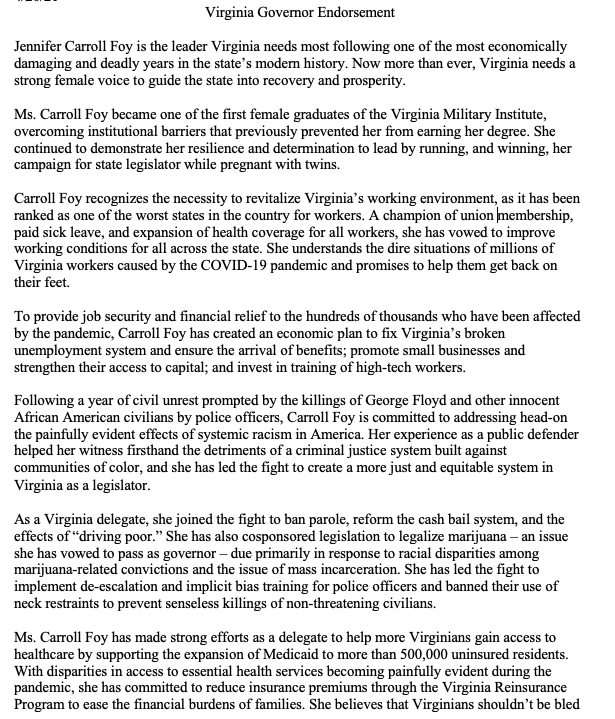 Virginia Governor Endorsement
Jennifer Carroll Foy is the leader Virginia needs most following one of the most economically
damaging and deadly years in the state's modern history. Now more than ever, Virginia needs a
strong female voice to guide the state into recovery and prosperity.
Ms. Carroll Foy became one of the first female graduates of the Virginia Military Institute,
overcoming institutional barriers that previously prevented her from earning her degree. She
continued to demonstrate her resilience and determination to lead by running, and winning, her
campaign for state legislator while pregnant with twins.
Carroll Foy recognizes the necessity to revitalize Virginia's working environment, as it has been
ranked as one of the worst states in the country for workers. A champion of union membership,
paid sick leave, and expansion of health coverage for all workers, she has vowed to improve
working conditions for all across the state. She understands the dire situations of millions of
Virginia workers caused by the COVID-19 pandemic and promises to help them get back on
their feet.
To provide job security and financial relief to the hundreds of thousands who have been affected
by the pandemic, Carroll Foy has created an economic plan to fix Virginia's broken
unemployment system and ensure the arrival of benefits; promote small businesses and
strengthen their access to capital; and invest in training of high-tech workers.
Following a year of civil unrest prompted by the killings of George Floyd and other innocent
African American civilians by police officers, Carroll Foy is committed to addressing head-on
the painfully evident effects of systemic racism in America. Her experience as a public defender
helped her witness firsthand the detriments of a criminal justice system built against
communities of color, and she has led the fight to create a more just and equitable system in
Virginia as a legislator.
As a Virginia delegate, she joined the fight to ban parole, reform the cash bail system, and the
effects of “driving poor.” She has also cosponsored legislation to legalize marijuana – an issue
she has vowed to pass as governor – due primarily in response to racial disparities among
marijuana-related convictions and the issue of mass incarceration. She has led the fight to
implement de-escalation and implicit bias training for police officers and banned their use of
neck restraints to prevent senseless killings of non-threatening civilians.
Ms. Carroll Foy has made strong efforts as a delegate to help more Virginians gain access to
healthcare by supporting the expansion of Medicaid to more than 500,000 uninsured residents.
With disparities in access to essential health services becoming painfully evident during the
pandemic, she has committed to reduce insurance premiums through the Virginia Reinsurance
Program to ease the financial burdens of families. She believes that Virginians shouldn't be bled